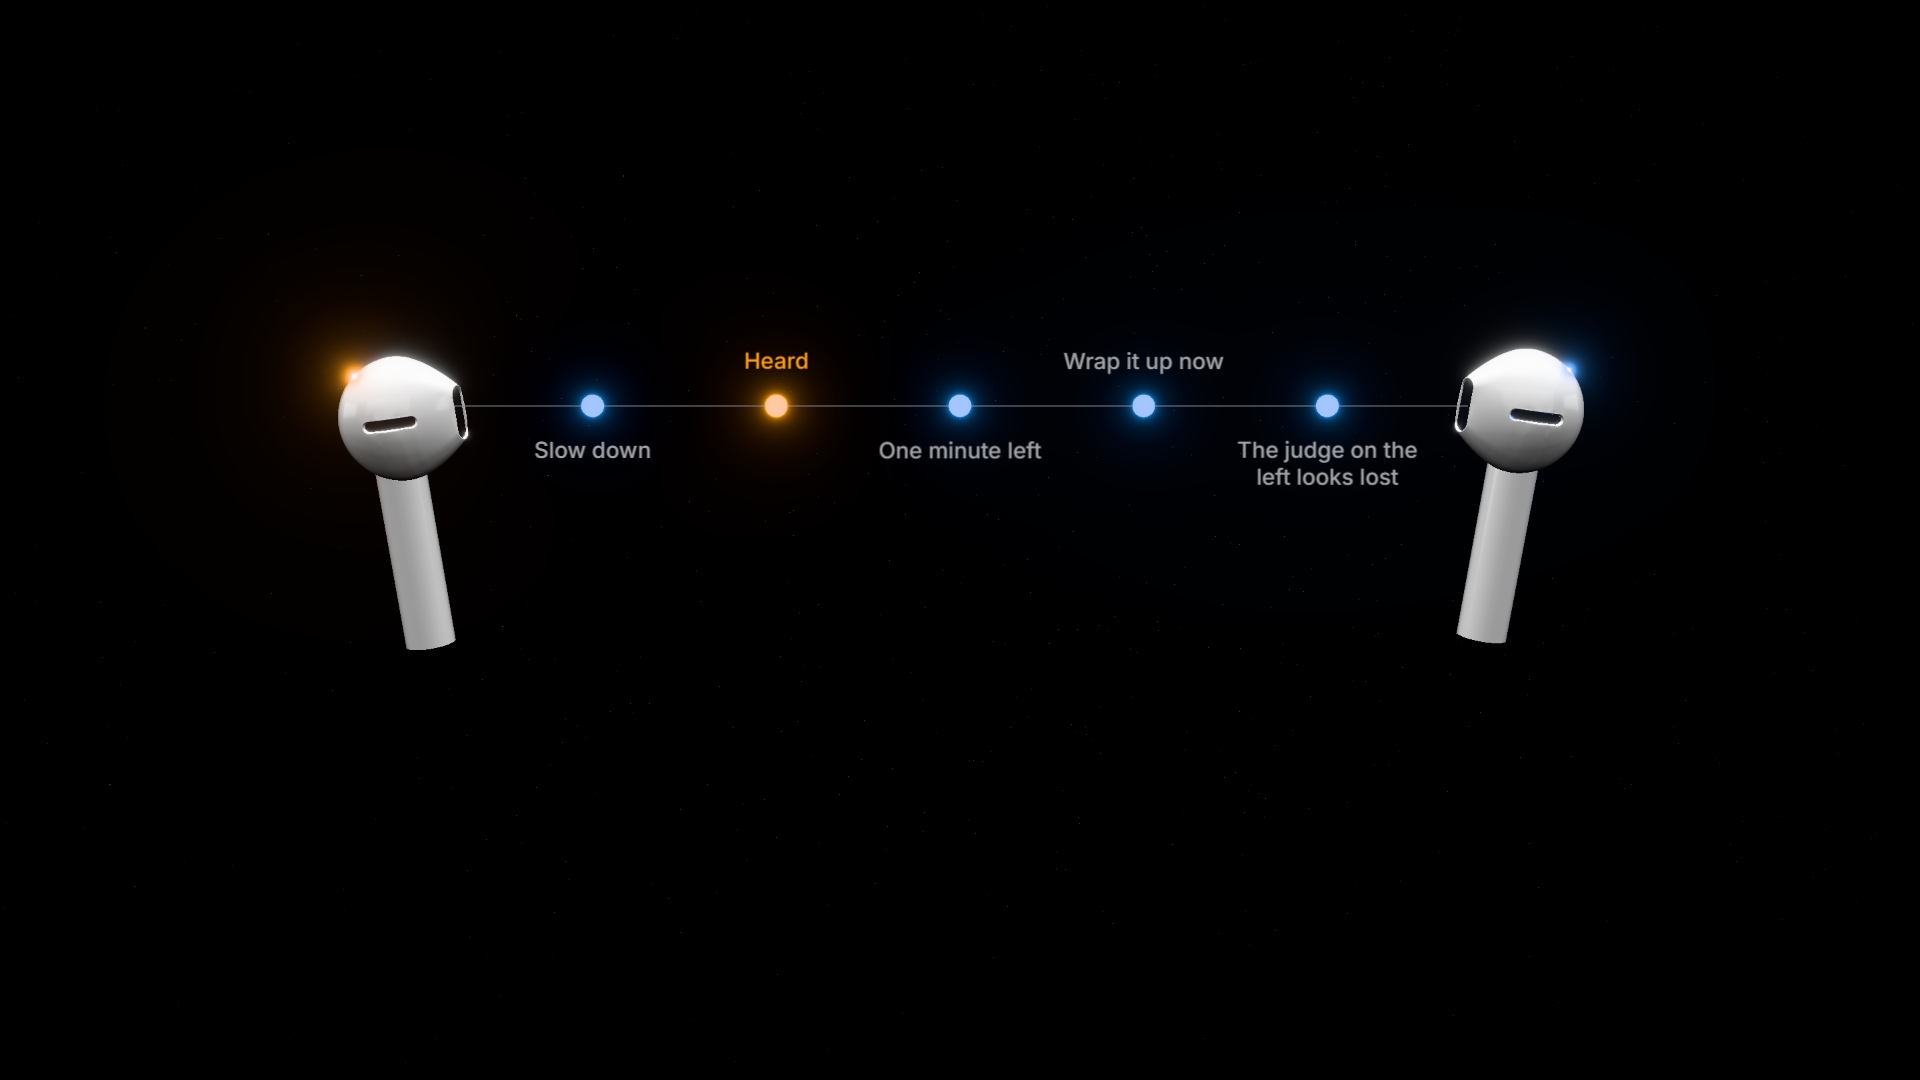 Heard
Wrap it up now
Slow down
One minute left
The judge on the
left looks lost